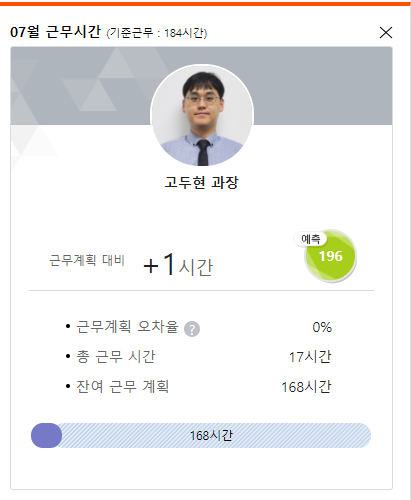 07월 근무시간 (기준근무 : 184시간)
고두현 과장
예측
근무계획 대비 +1시간 196
근무계획 오차율 ? 0%
총 근무 시간 17시간
잔여 근무 계획 168시간
168시간